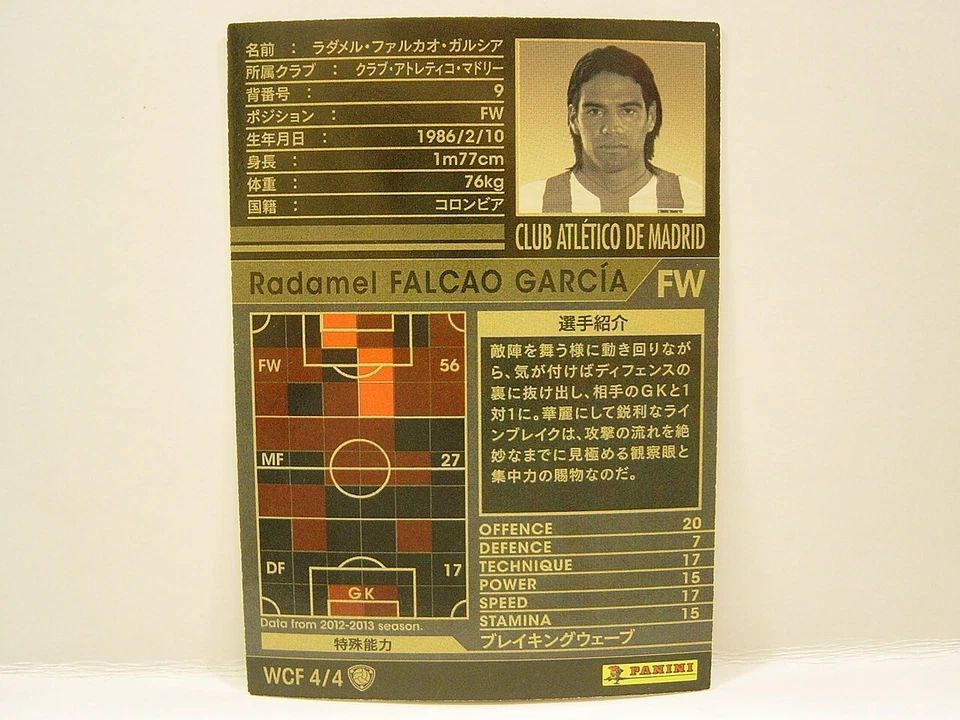 名前 ： ラダメル・ファルカオ・ガルシア
所属クラブ ： クラブ・アトレティコ・マドリー
背番号 ： 9
ポジション ： FW
生年月日 ： 1986/2/10
身長 ： 1m77cm
体重 ： 76kg
国籍 ： コロンビア
CLUB ATLÉTICO DE MADRID
Radamel FALCAO GARCÍA FW
FW 56
MF 27
DF 17
GK
Data from 2012-2013 season.
選手紹介
敵陣を舞う様に動き回りなが
ら、気が付けばディフェンスの
裏に抜け出し、相手のGKと1
対1に。華麗にして鋭利なライ
ンブレイクは、攻撃の流れを絶
妙なまでに見極める観察眼と
集中力の賜物なのだ。
OFFENCE 20
DEFENCE 7
TECHNIQUE 17
POWER 15
SPEED 17
STAMINA 15
特殊能力 ブレイキングウェーブ
WCF 4/4
PANINI